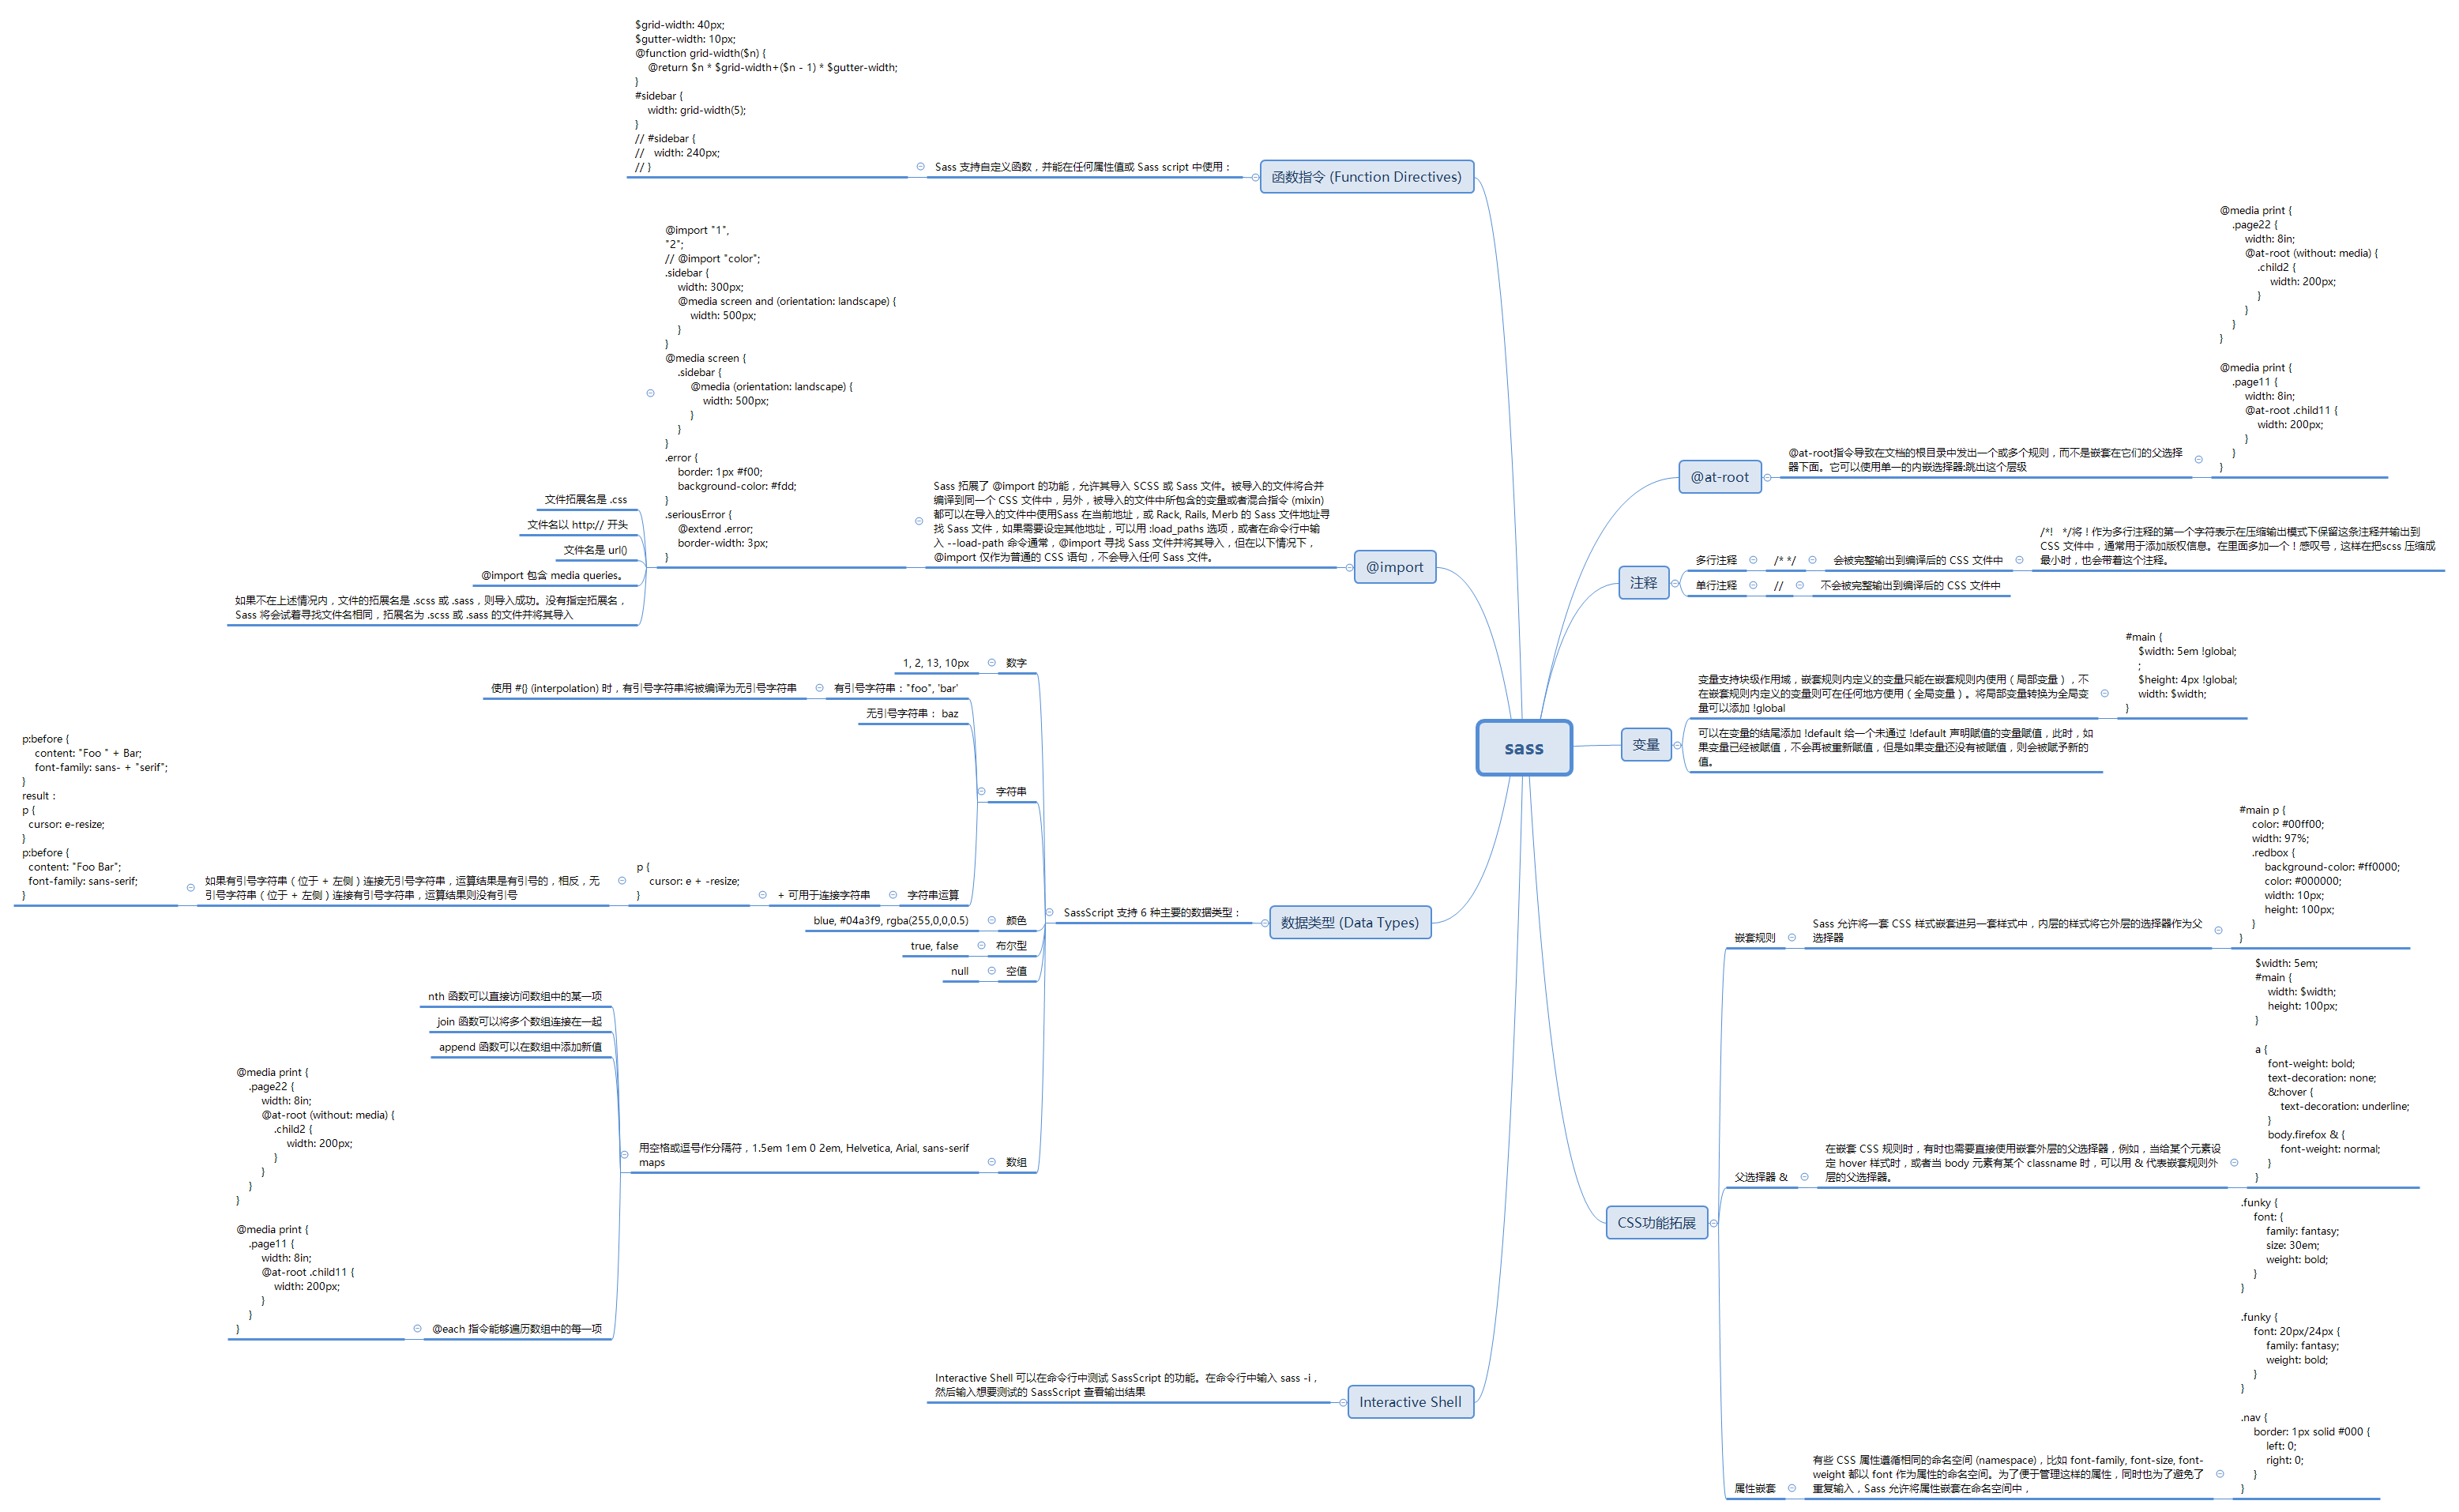 sass
函数指令 (Function Directives)
Sass 支持自定义函数，并能在任何属性值或 Sass script 中使用：
$grid-width: 40px;
$gutter-width: 10px;
@function grid-width($n) {
    @return $n * $grid-width+($n - 1) * $gutter-width;
}
#sidebar {
    width: grid-width(5);
}
// #sidebar {
//   width: 240px;
// }
@import
Sass 拓展了 @import 的功能，允许其导入 SCSS 或 Sass 文件。被导入的文件将合并
编译到同一个 CSS 文件中，另外，被导入的文件中所包含的变量或者混合指令 (mixin)
都可以在导入的文件中使用Sass 在当前地址，或 Rack, Rails, Merb 的 Sass 文件地址寻
找 Sass 文件，如果需要设定其他地址，可以用 :load_paths 选项，或者在命令行中输
入 --load-path 命令通常，@import 寻找 Sass 文件并将其导入，但在以下情况下，
@import 仅作为普通的 CSS 语句，不会导入任何 Sass 文件。
@import "1",
"2";
// @import "color";
.sidebar {
    width: 300px;
    @media screen and (orientation: landscape) {
        width: 500px;
    }
}
@media screen {
    .sidebar {
        @media (orientation: landscape) {
            width: 500px;
        }
    }
}
.error {
    border: 1px #f00;
    background-color: #fdd;
}
.seriousError {
    @extend .error;
    border-width: 3px;
}
文件拓展名是 .css
文件名以 http:// 开头
文件名是 url()
@import 包含 media queries。
如果不在上述情况内，文件的拓展名是 .scss 或 .sass，则导入成功。没有指定拓展名，
Sass 将会试着寻找文件名相同，拓展名为 .scss 或 .sass 的文件并将其导入
数据类型 (Data Types)
SassScript 支持 6 种主要的数据类型：
数字
1, 2, 13, 10px
字符串
有引号字符串："foo", 'bar'
使用 #{} (interpolation) 时，有引号字符串将被编译为无引号字符串
无引号字符串： baz
字符串运算
+ 可用于连接字符串
p {
    cursor: e + -resize;
}
如果有引号字符串（位于 + 左侧）连接无引号字符串，运算结果是有引号的，相反，无
引号字符串（位于 + 左侧）连接有引号字符串，运算结果则没有引号
p:before {
    content: "Foo " + Bar;
    font-family: sans- + "serif";
}
result：
p {
  cursor: e-resize;
}
p:before {
  content: "Foo Bar";
  font-family: sans-serif;
}
颜色
blue, #04a3f9, rgba(255,0,0,0.5)
布尔型
true, false
空值
null
数组
用空格或逗号作分隔符，1.5em 1em 0 2em, Helvetica, Arial, sans-serif
maps
nth 函数可以直接访问数组中的某一项
join 函数可以将多个数组连接在一起
append 函数可以在数组中添加新值
@each 指令能够遍历数组中的每一项
@media print {
    .page22 {
        width: 8in;
        @at-root (without: media) {
            .child2 {
                width: 200px;
            }
        }
    }
}
@media print {
    .page11 {
        width: 8in;
        @at-root .child11 {
            width: 200px;
        }
    }
}
Interactive Shell
Interactive Shell 可以在命令行中测试 SassScript 的功能。在命令行中输入 sass -i，
然后输入想要测试的 SassScript 查看输出结果
@at-root
@at-root指令导致在文档的根目录中发出一个或多个规则，而不是嵌套在它们的父选择
器下面。它可以使用单一的内嵌选择器:跳出这个层级
@media print {
    .page22 {
        width: 8in;
        @at-root (without: media) {
            .child2 {
                width: 200px;
            }
        }
    }
}
@media print {
    .page11 {
        width: 8in;
        @at-root .child11 {
            width: 200px;
        }
    }
}
注释
多行注释
/* */
会被完整输出到编译后的 CSS 文件中
/*!   */将 ! 作为多行注释的第一个字符表示在压缩输出模式下保留这条注释并输出到
CSS 文件中，通常用于添加版权信息。在里面多加一个 ! 感叹号，这样在把scss 压缩成
最小时，也会带着这个注释。
单行注释
//
不会被完整输出到编译后的 CSS 文件中
变量
变量支持块级作用域，嵌套规则内定义的变量只能在嵌套规则内使用（局部变量），不
在嵌套规则内定义的变量则可在任何地方使用（全局变量）。将局部变量转换为全局变
量可以添加 !global
#main {
    $width: 5em !global;
    ;
    $height: 4px !global;
    width: $width;
}
可以在变量的结尾添加 !default 给一个未通过 !default 声明赋值的变量赋值，此时，如
果变量已经被赋值，不会再被重新赋值，但是如果变量还没有被赋值，则会被赋予新的
值。
CSS功能拓展
嵌套规则
Sass 允许将一套 CSS 样式嵌套进另一套样式中，内层的样式将它外层的选择器作为父
选择器
#main p {
    color: #00ff00;
    width: 97%;
    .redbox {
        background-color: #ff0000;
        color: #000000;
        width: 10px;
        height: 100px;
    }
}
父选择器 &
在嵌套 CSS 规则时，有时也需要直接使用嵌套外层的父选择器，例如，当给某个元素设
定 hover 样式时，或者当 body 元素有某个 classname 时，可以用 & 代表嵌套规则外
层的父选择器。
$width: 5em;
#main {
    width: $width;
    height: 100px;
}
a {
    font-weight: bold;
    text-decoration: none;
    &:hover {
        text-decoration: underline;
    }
    body.firefox & {
        font-weight: normal;
    }
}
属性嵌套
有些 CSS 属性遵循相同的命名空间 (namespace)，比如 font-family, font-size, font-
weight 都以 font 作为属性的命名空间。为了便于管理这样的属性，同时也为了避免了
重复输入，Sass 允许将属性嵌套在命名空间中，
.funky {
    font: {
        family: fantasy;
        size: 30em;
        weight: bold;
    }
}
.funky {
    font: 20px/24px {
        family: fantasy;
        weight: bold;
    }
}
.nav {
    border: 1px solid #000 {
        left: 0;
        right: 0;
    }
}